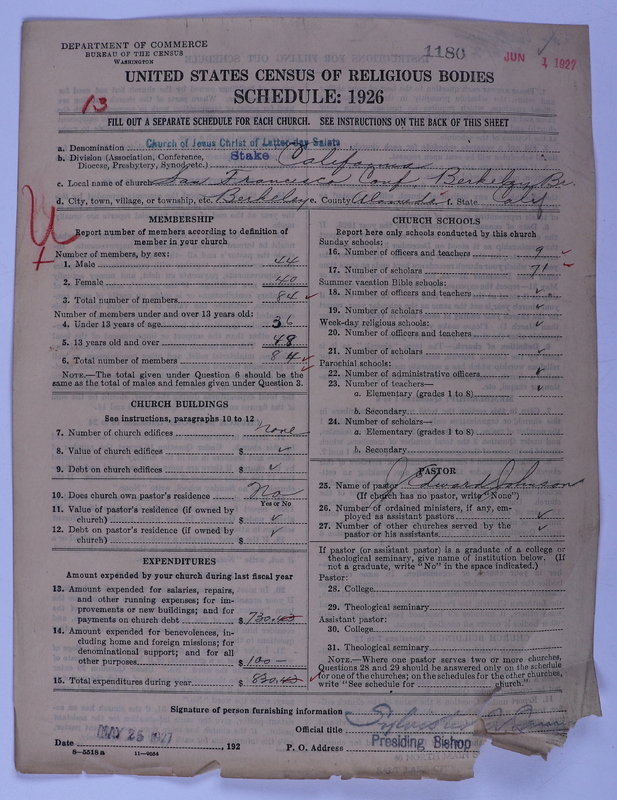 DEPARTMENT OF COMMERCE
BUREAU OF THE CENSUS
WASHINGTON
1180
JUN 1 1927
UNITED STATES CENSUS OF RELIGIOUS BODIES
SCHEDULE: 1926
13
FILL OUT A SEPARATE SCHEDULE FOR EACH CHURCH. SEE INSTRUCTIONS ON THE BACK OF THIS SHEET
a. Denomination Church of Jesus Christ of Latter-day Saints
b. Division (Association, Conference, Diocese, Presbytery, Synod, etc.) Stake California
c. Local name of church San Francisco Conf Berkeley Br.
d. City, town, village, or township, etc. Berkeley e. County Alameda f. State Calif
MEMBERSHIP
Report number of members according to definition of
member in your church
Number of members, by sex:
1. Male 44
2. Female 40
3. Total number of members 84
Number of members under and over 13 years old:
4. Under 13 years of age 36
5. 13 years old and over 48
6. Total number of members 84
NOTE.—The total given under Question 6 should be the
same as the total of males and females given under Question 3.
CHURCH BUILDINGS
See instructions, paragraphs 10 to 12
7. Number of church edifices None
8. Value of church edifices $ ✓
9. Debt on church edifices $ ✓
10. Does church own pastor's residence No
Yes or No
11. Value of pastor's residence (if owned by
church) $ ✓
12. Debt on pastor's residence (if owned by
church) $ ✓
EXPENDITURES
Amount expended by your church during last fiscal year
13. Amount expended for salaries, repairs,
and other running expenses; for im-
provements or new buildings; and for
payments on church debt $ 730.43
14. Amount expended for benevolences, in-
cluding home and foreign missions; for
denominational support; and for all
other purposes $ 100—
15. Total expenditures during year $ 830.43
CHURCH SCHOOLS
Report here only schools conducted by this church
Sunday schools:
16. Number of officers and teachers 9
17. Number of scholars 71
Summer vacation Bible schools:
18. Number of officers and teachers ✓
19. Number of scholars ✓
Week-day religious schools:
20. Number of officers and teachers ✓
21. Number of scholars ✓
Parochial schools:
22. Number of administrative officers ✓
23. Number of teachers—
a. Elementary (grades 1 to 8) ✓
b. Secondary
24. Number of scholars—
a. Elementary (grades 1 to 8)
b. Secondary
PASTOR
25. Name of pastor J. Edward Johnson
(If church has no pastor, write "None")
26. Number of ordained ministers, if any, em-
ployed as assistant pastors ✓
27. Number of other churches served by the
pastor or his assistants ✓
If pastor (or assistant pastor) is a graduate of a college or
theological seminary, give name of institution below. (If
not a graduate, write "No" in the space indicated.)
Pastor:
28. College
29. Theological seminary
Assistant pastor:
30. College
31. Theological seminary
NOTE.—Where one pastor serves two or more churches,
Questions 28 and 29 should be answered only on the schedule
for one of the churches; on the schedules for the other churches,
write "See schedule for church."
Signature of person furnishing information
Official title Presiding Bishop
Date MAY 25 1927, 192
P. O. Address
8—5518 a 11—9054